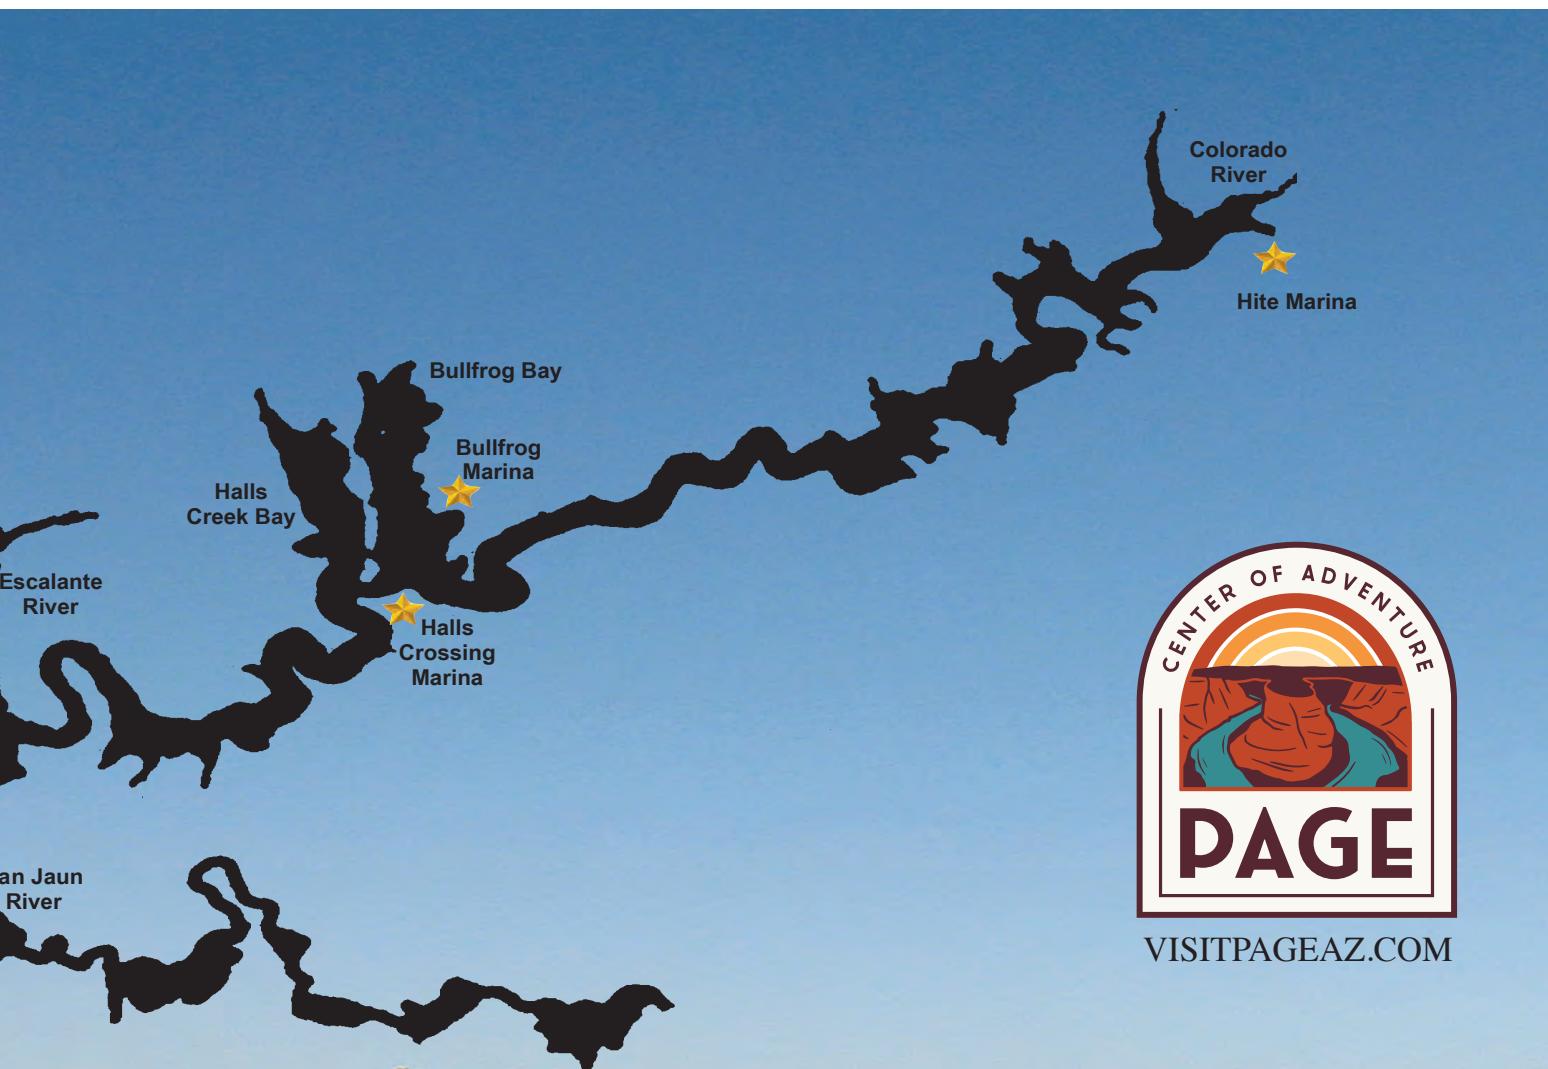 Colorado
River
Hite Marina
Bullfrog Bay
Bullfrog
Marina
Halls
Creek Bay
Escalante
River
Halls
Crossing
Marina
an Jaun
River
CENTER OF ADVENTURE
PAGE
VISITPAGEAZ.COM